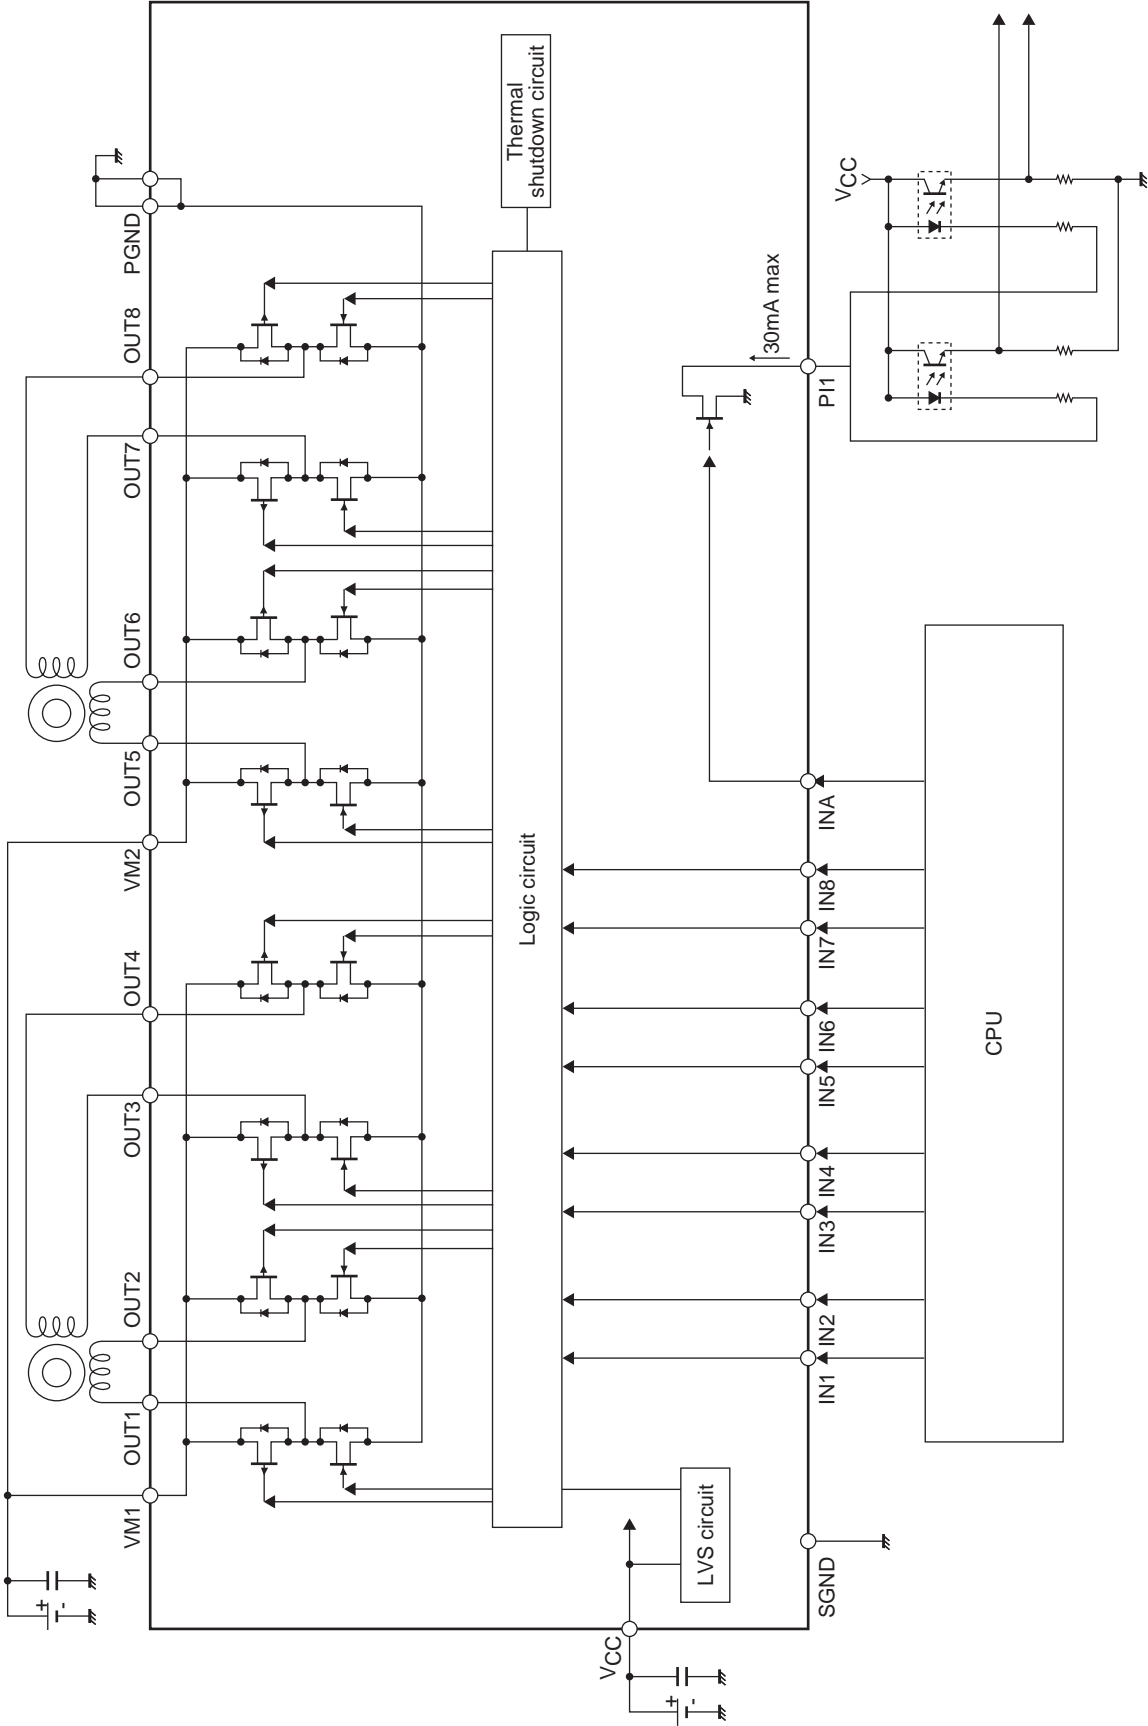 VM1
OUT1
OUT2
OUT3
OUT4
VM2
OUT5
OUT6
OUT7
OUT8
PGND
Thermal
shutdown circuit
Logic circuit
LVS circuit
VCC
SGND
IN1
IN2
IN3
IN4
IN5
IN6
IN7
IN8
INA
PI1
30mA max
VCC
CPU
+
-
+
-